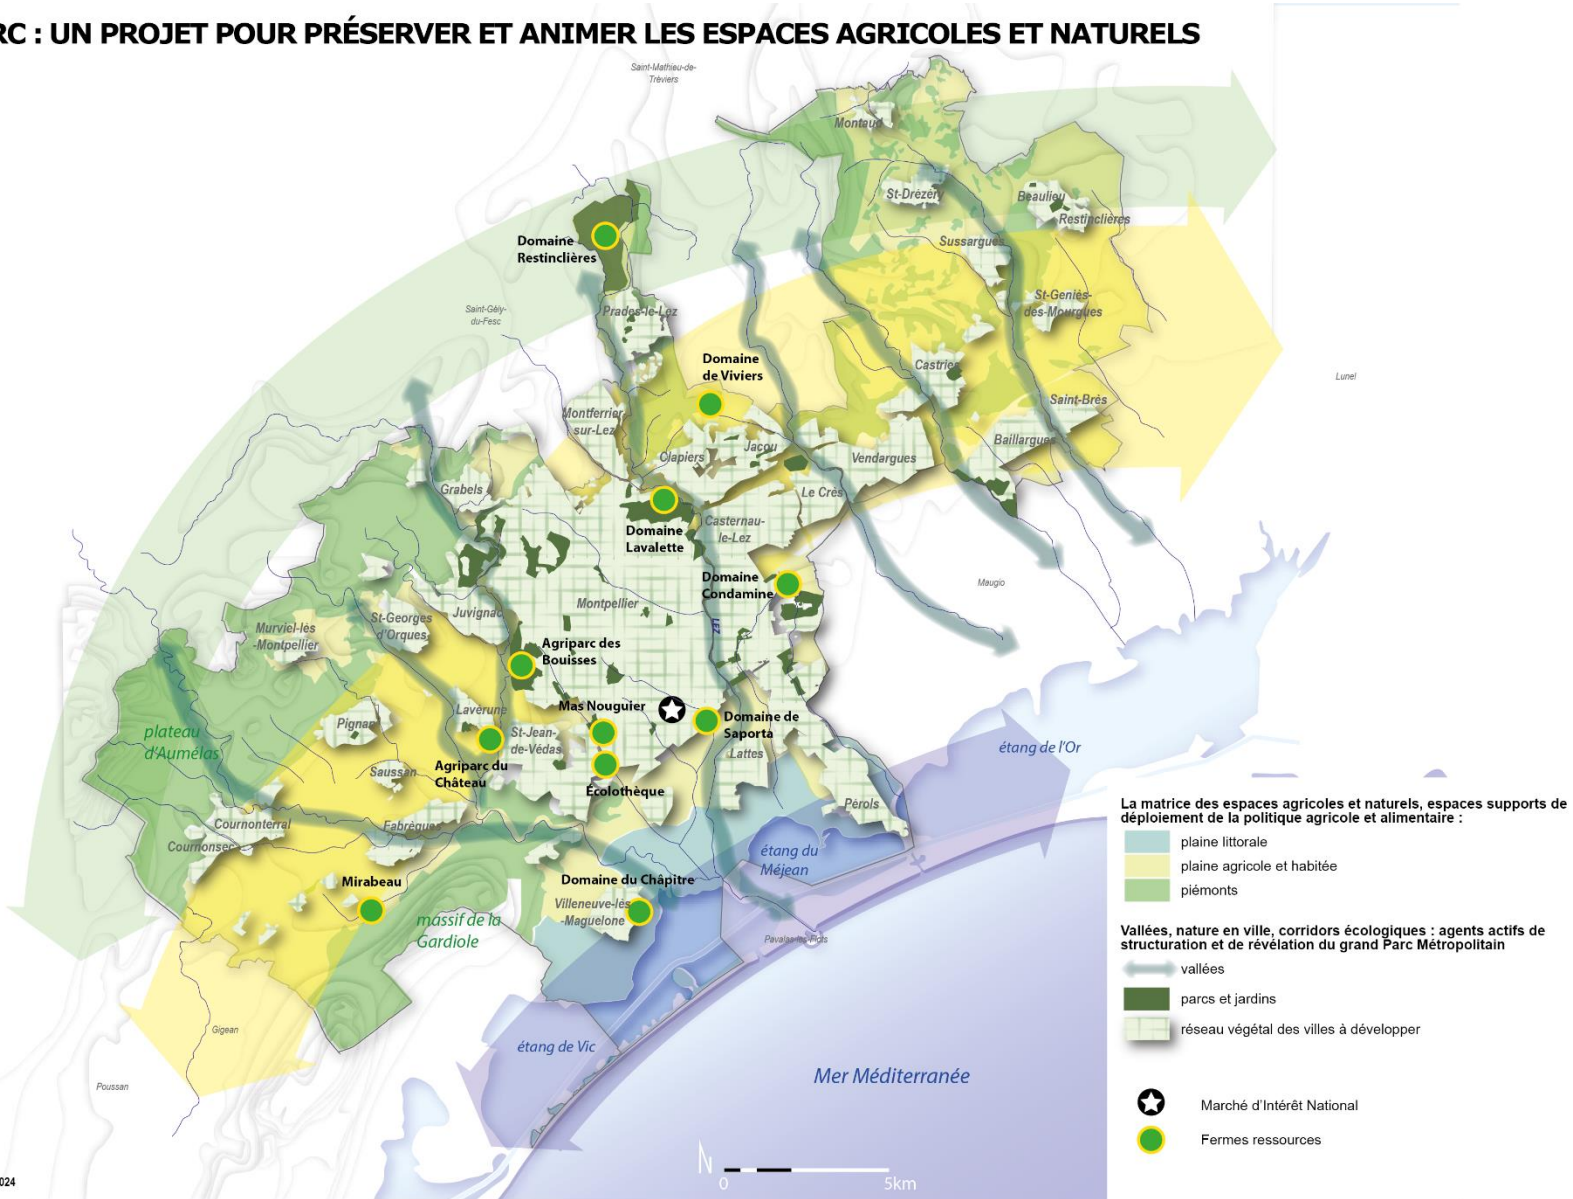 RC : UN PROJET POUR PRÉSERVER ET ANIMER LES ESPACES AGRICOLES ET NATURELS
Saint-Mathieu-de-
Tréviers
Montaud
St-Drézéry
Beaulieu
Restinclières
Sussargues
Domaine
Restinclières
St-Geniès-
des-Mourgues
Saint-Gély-
du-Fesc
Prades-le-Lez
Domaine
de Viviers
Castries
Lunel
Saint-Brès
Montferrier
sur-Lez
Baillargues
Jacou
Clapiers
Vendargues
Grabels
Le Crès
Domaine
Lavalette
Casternau-
le-Lez
Domaine
Condamine
Maugio
Montpellier
Juvignac
St-Georges
d'Orques
LEZ
Murviel-lès
-Montpellier
Agriparc des
Bouisses
Mas Nouguier
Lavérune
Pignan
Domaine de
Saporta
St-Jean-
de-Védas
plateau
d'Aumélas
Lattes
étang de l'Or
Saussan
Agriparc du
Château
Écolothèque
Pérols
Cournonterral
Fabrègues
Cournonsec
étang du
Méjean
Mirabeau
Domaine du Châpitre
Villeneuve-lès
-Maguelone
massif de la
Gardiole
Pavalas-les-Flots
Gigean
étang de Vic
Poussan
Mer Méditerranée
La matrice des espaces agricoles et naturels, espaces supports de
déploiement de la politique agricole et alimentaire :
plaine littorale
plaine agricole et habitée
piémonts
Vallées, nature en ville, corridors écologiques : agents actifs de
structuration et de révélation du grand Parc Métropolitain
vallées
parcs et jardins
réseau végétal des villes à développer
Marché d'Intérêt National
Fermes ressources
N
0
5km
024